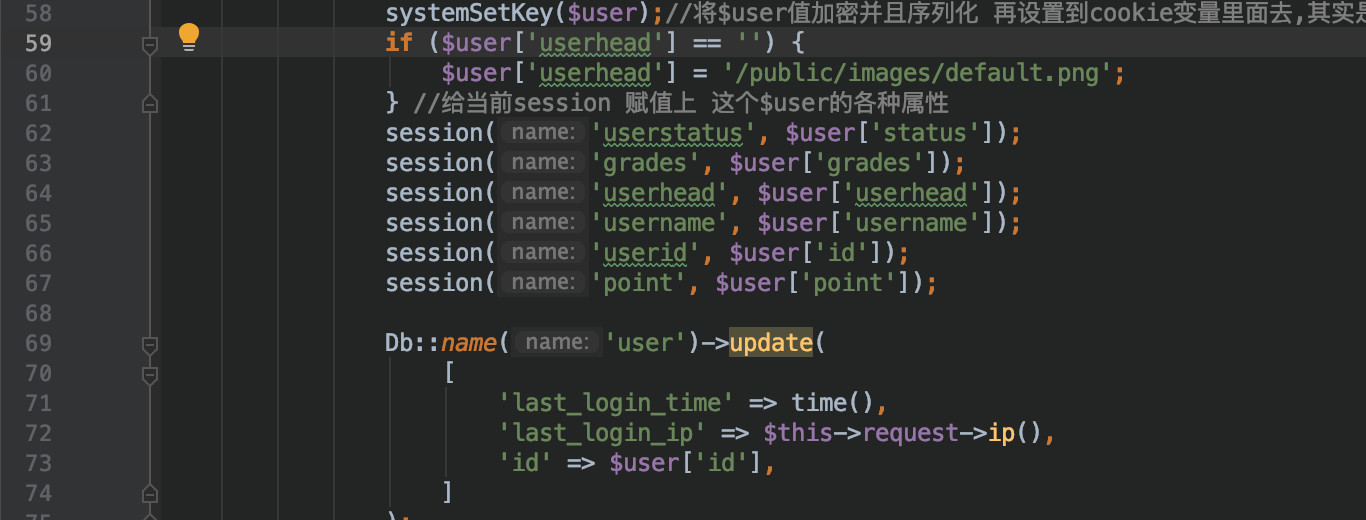 58 systemSetKey($user);//将$user值加密并且序列化 再设置到cookie变量里面去,其实是
59 if ($user['userhead'] == '') {
60 $user['userhead'] = '/public/images/default.png';
61 } //给当前session 赋值上 这个$user的各种属性
62 session( name: 'userstatus', $user['status']);
63 session( name: 'grades', $user['grades']);
64 session( name: 'userhead', $user['userhead']);
65 session( name: 'username', $user['username']);
66 session( name: 'userid', $user['id']);
67 session( name: 'point', $user['point']);
68
69 Db::name( name: 'user')->update(
70 [
71 'last_login_time' => time(),
72 'last_login_ip' => $this->request->ip(),
73 'id' => $user['id'],
74 ]
75 );